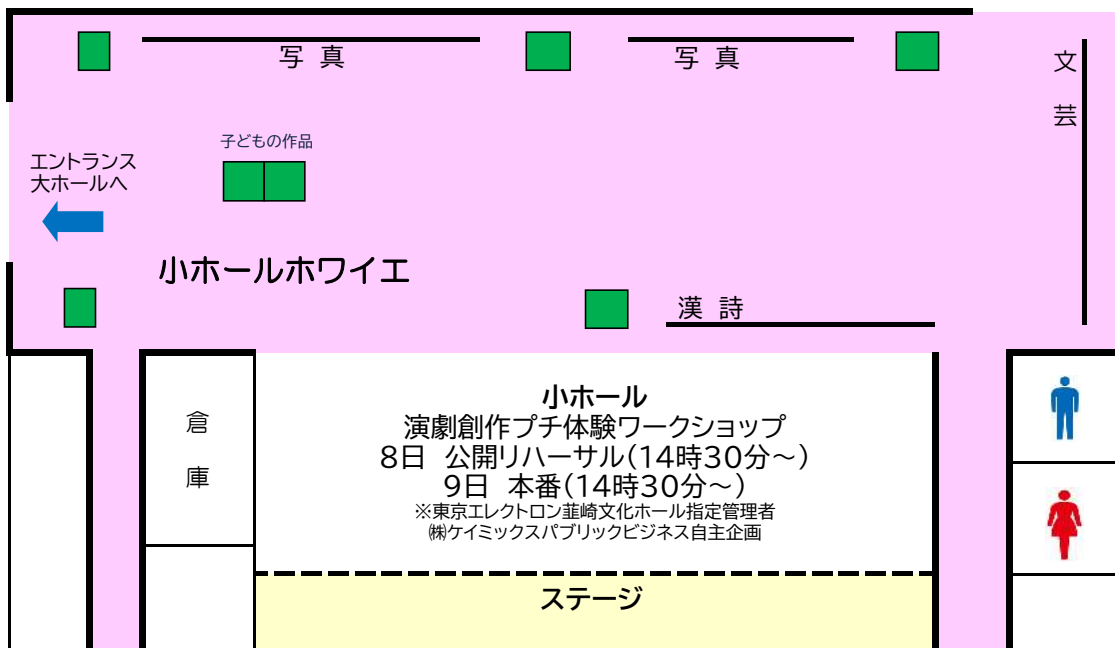 写 真
写 真
文芸
子どもの作品
エントランス
大ホールへ
小ホールホワイエ
漢 詩
倉庫
小ホール
演劇創作プチ体験ワークショップ
8日 公開リハーサル(14時30分~)
9日 本番(14時30分~)
※東京エレクトロン韮崎文化ホール指定管理者
㈱ケイミックスパブリックビジネス自主企画
ステージ